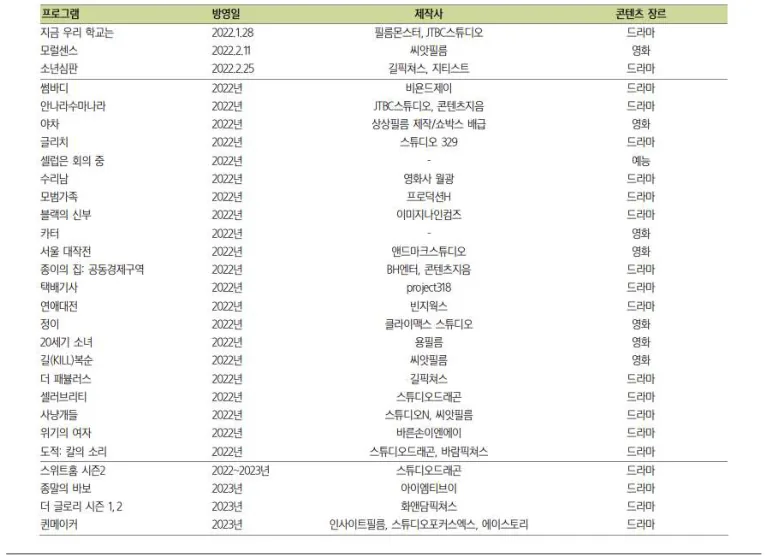 프로그램 방영일 제작사 콘텐츠 장르
지금 우리 학교는 2022.1.28 필름몬스터, JTBC스튜디오 드라마
모럴센스 2022.2.11 씨앗필름 영화
소년심판 2022.2.25 길픽쳐스, 지티스트 드라마
썸바디 2022년 비욘드제이 드라마
안나라수마나라 2022년 JTBC스튜디오, 콘텐츠지음 드라마
야차 2022년 상상필름 제작/쇼박스 배급 영화
글리치 2022년 스튜디오 329 드라마
셀럽은 회의 중 2022년 - 예능
수리남 2022년 영화사 월광 드라마
모범가족 2022년 프로덕션H 드라마
블랙의 신부 2022년 이미지나인컴즈 드라마
카터 2022년 - 영화
서울 대작전 2022년 앤드마크스튜디오 영화
종이의 집: 공동경제구역 2022년 BH엔터, 콘텐츠지음 드라마
택배기사 2022년 project318 드라마
연애대전 2022년 빈지웍스 드라마
정이 2022년 클라이맥스 스튜디오 영화
20세기 소녀 2022년 용필름 영화
길(KILL)복순 2022년 씨앗필름 영화
더 패뷸러스 2022년 길픽쳐스 드라마
셀러브리티 2022년 스튜디오드래곤 드라마
사냥개들 2022년 스튜디오N, 씨앗필름 드라마
위기의 여자 2022년 바른손이엔에이 드라마
도적: 칼의 소리 2022년 스튜디오드래곤, 바람픽쳐스 드라마
스위트홈 시즌2 2022~2023년 스튜디오드래곤 드라마
종말의 바보 2023년 아이엠티브이 드라마
더 글로리 시즌 1, 2 2023년 화앤담픽쳐스 드라마
퀸메이커 2023년 인사이트필름, 스튜디오포커스엑스, 에이스토리 드라마